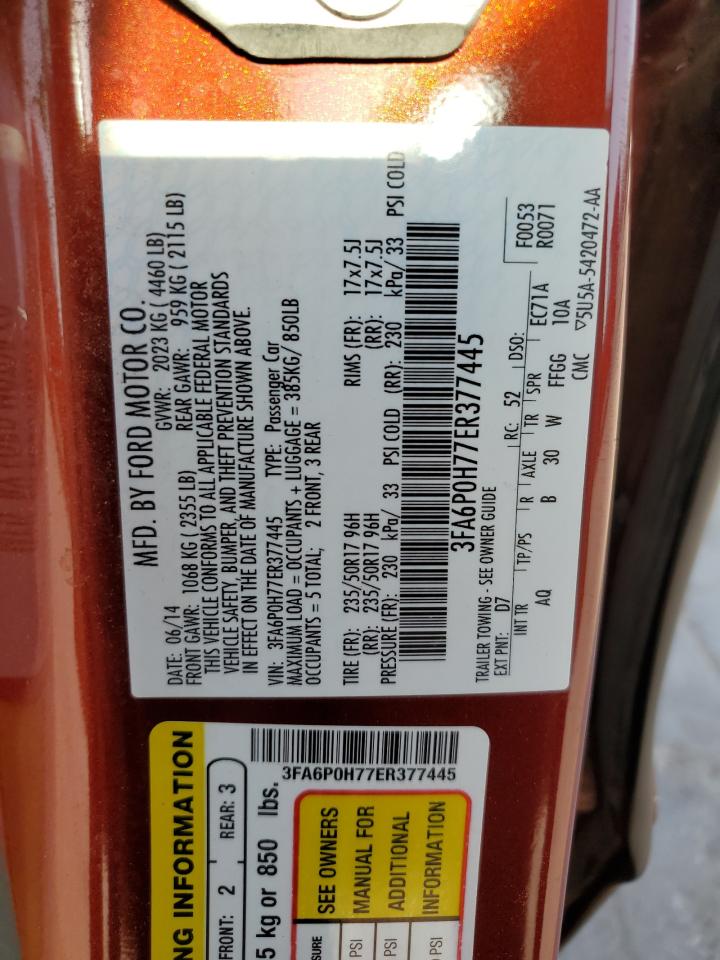 MFD. BY FORD MOTOR CO.
DATE: 06/14 GVWR: 2023 KG ( 4460 LB)
FRONT GAWR: 1068 KG ( 2355 LB) REAR GAWR: 959 KG ( 2115 LB)
THIS VEHICLE CONFORMS TO ALL APPLICABLE FEDERAL MOTOR
VEHICLE SAFETY, BUMPER, AND THEFT PREVENTION STANDARDS
IN EFFECT ON THE DATE OF MANUFACTURE SHOWN ABOVE.
VIN: 3FA6P0H77ER377445 TYPE: Passenger Car
MAXIMUM LOAD = OCCUPANTS + LUGGAGE = 385KG/ 850LB
OCCUPANTS = 5 TOTAL; 2 FRONT, 3 REAR
TIRE (FR): 235/50R17 96H RIMS (FR): 17x7.5J
(RR): 235/50R17 96H (RR): 17x7.5J
PRESSURE (FR): 230 kPa/ 33 PSI COLD (RR): 230 kPa/ 33 PSI COLD
3FA6P0H77ER377445
TRAILER TOWING - SEE OWNER GUIDE
EXT PNT: D7 RC: 52 DSO: F0053
R0071
INT TR TP/PS R AXLE TR SPR EC71A
AQ B 30 W FFGG 10A
CMC ▽5U5A-5420472-AA
NG INFORMATION
3FA6P0H77ER377445
FRONT: 2 REAR: 3
5 kg or 850 lbs.
SEE OWNERS
MANUAL FOR
ADDITIONAL
INFORMATION
SSURE
PSI
PSI
PSI